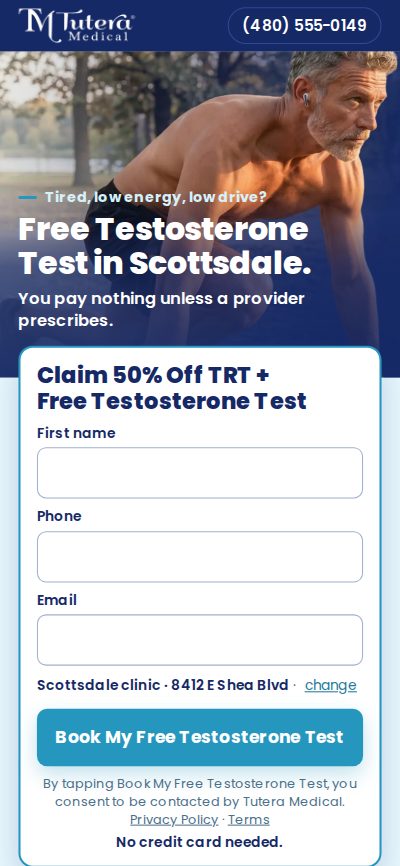 Tutera®
Medical
(480) 555-0149
Tired, low energy, low drive?
Free Testosterone
Test in Scottsdale.
You pay nothing unless a provider
prescribes.
Claim 50% Off TRT +
Free Testosterone Test
First name
Phone
Email
Scottsdale clinic · 8412 E Shea Blvd · change
Book My Free Testosterone Test
By tapping Book My Free Testosterone Test, you
consent to be contacted by Tutera Medical.
Privacy Policy · Terms
No credit card needed.